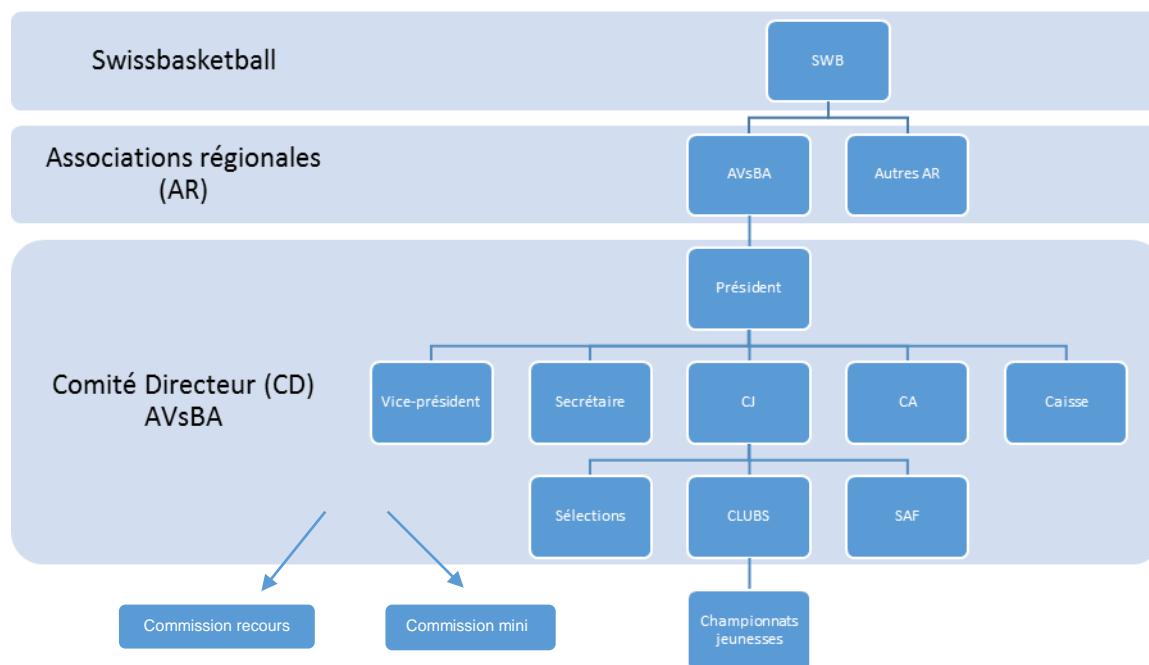 Swissbasketball
SWB
Associations régionales
(AR)
AVsBA
Autres AR
Président
Comité Directeur (CD)
AVsBA
Vice-président
Secrétaire
CJ
CA
Caisse
Sélections
CLUBS
SAF
Commission recours
Commission mini
Championnats
jeunesses